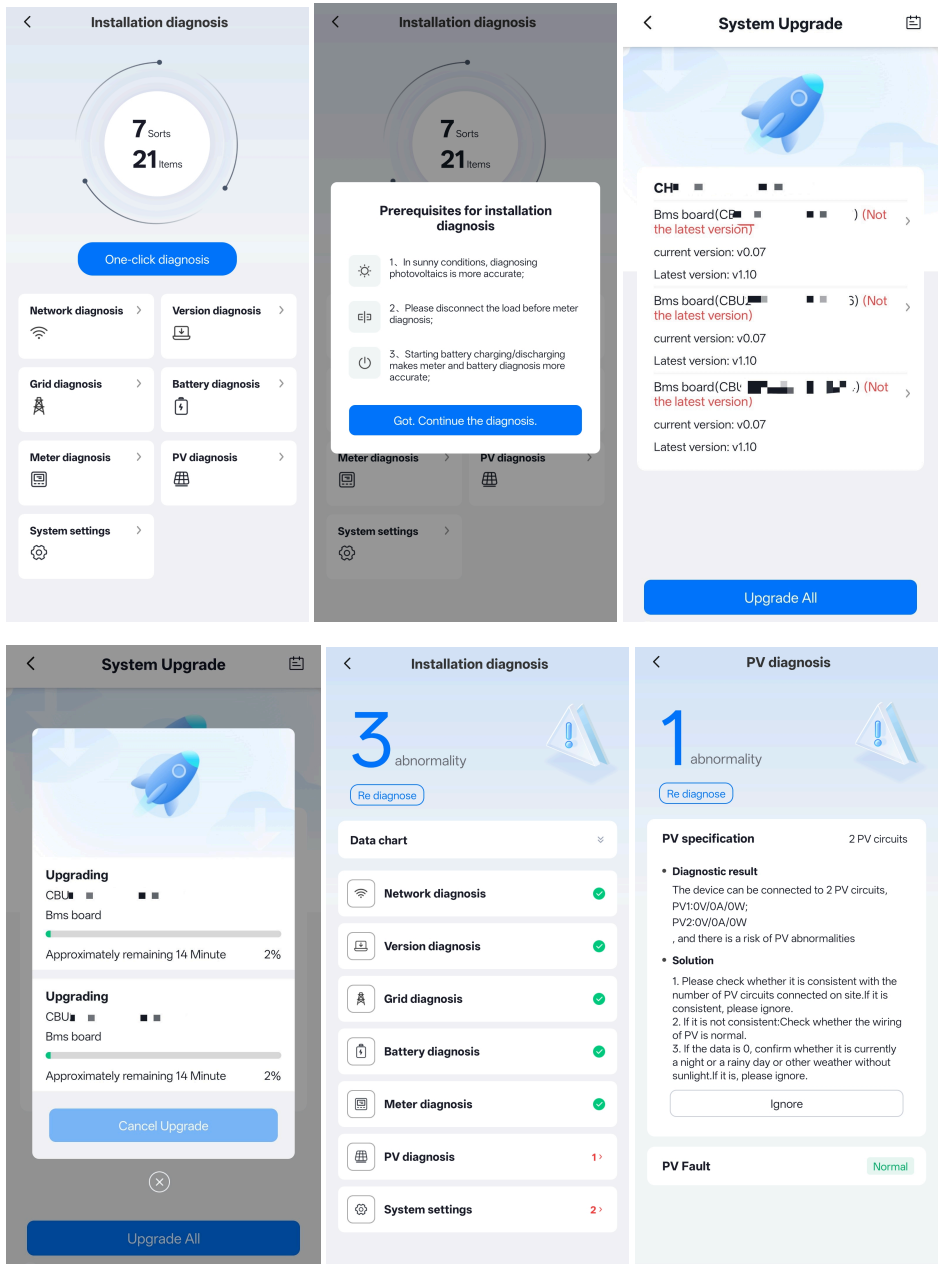 Installation diagnosis
7 Sorts
21 Items
One-click diagnosis
Network diagnosis
Version diagnosis
Grid diagnosis
Battery diagnosis
Meter diagnosis
PV diagnosis
System settings
Installation diagnosis
7 Sorts
21 Items
Prerequisites for installation
diagnosis
1、In sunny conditions, diagnosing
photovoltaics is more accurate;
2、Please disconnect the load before meter
diagnosis;
3、Starting battery charging/discharging
makes meter and battery diagnosis more
accurate;
Got. Continue the diagnosis.
Meter diagnosis
PV diagnosis
System settings
System Upgrade
CH
Bms board(CB ) (Not
the latest version)
current version: v0.07
Latest version: v1.10
Bms board(CBU ) (Not
the latest version)
current version: v0.07
Latest version: v1.10
Bms board(CBU ) (Not
the latest version)
current version: v0.07
Latest version: v1.10
Upgrade All
System Upgrade
Upgrading
CBU
Bms board
Approximately remaining 14 Minute 2%
Upgrading
CBU
Bms board
Approximately remaining 14 Minute 2%
Cancel Upgrade
Upgrade All
Installation diagnosis
3 abnormality
Re diagnose
Data chart
Network diagnosis
Version diagnosis
Grid diagnosis
Battery diagnosis
Meter diagnosis
PV diagnosis 1
System settings 2
PV diagnosis
1 abnormality
Re diagnose
PV specification 2 PV circuits
• Diagnostic result
The device can be connected to 2 PV circuits,
PV1:0V/0A/0W;
PV2:0V/0A/0W
, and there is a risk of PV abnormalities
• Solution
1. Please check whether it is consistent with the
number of PV circuits connected on site.If it is
consistent, please ignore.
2. If it is not consistent:Check whether the wiring
of PV is normal.
3. If the data is 0, confirm whether it is currently
a night or a rainy day or other weather without
sunlight.If it is, please ignore.
Ignore
PV Fault Normal